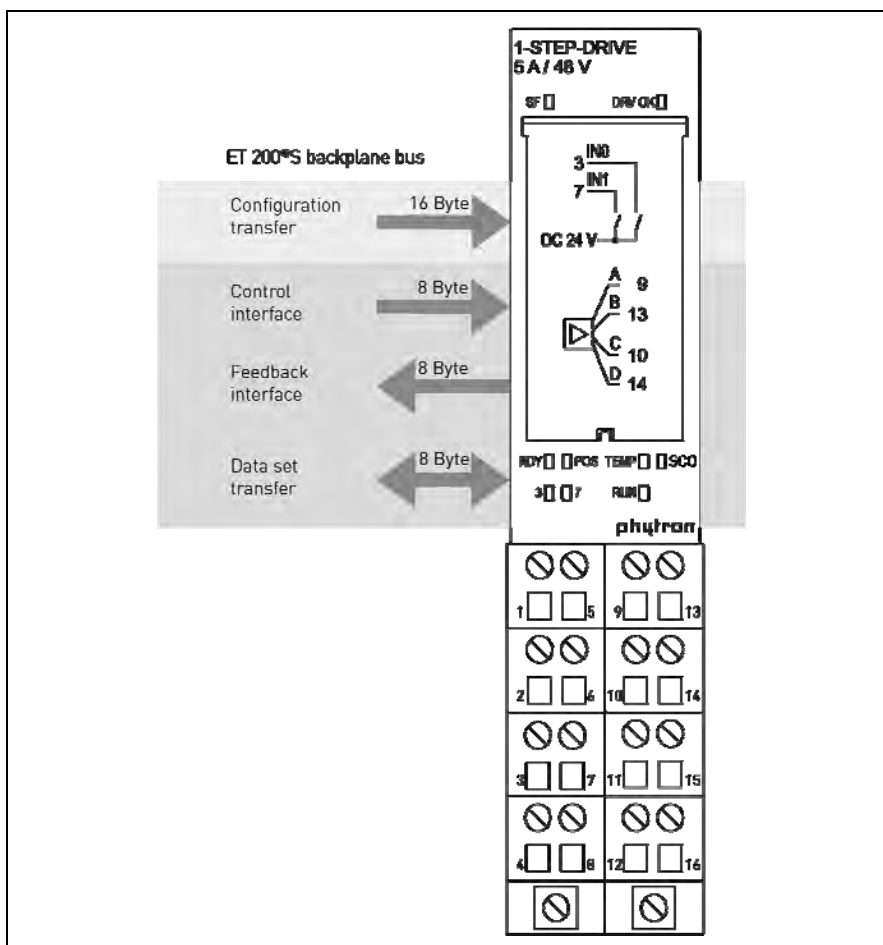 1-STEP-DRIVE
5 A / 48 V
SF DRV OK
ET 200®S backplane bus
Configuration transfer
16 Byte
Control interface
8 Byte
Feedback interface
8 Byte
Data set transfer
8 Byte
3 IN0
7 IN1
DC 24 V
A 9
B 13
C 10
D 14
RDY POS TEMP SCO
3 7 RUN
phytron
1 5 9 13
2 6 10 14
3 7 11 15
4 8 12 16